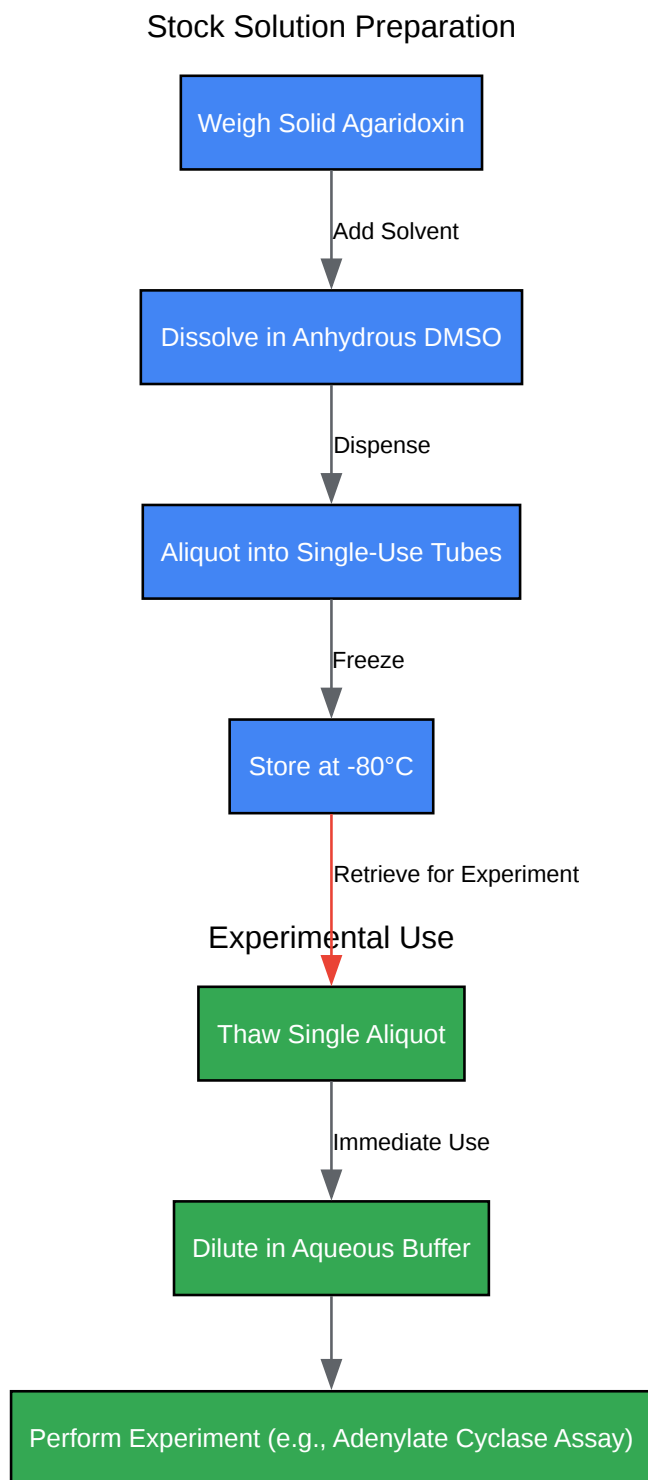 Stock Solution Preparation
Weigh Solid Agaridoxin
Add Solvent
Dissolve in Anhydrous DMSO
Dispense
Aliquot into Single-Use Tubes
Freeze
Store at -80°C
Retrieve for Experiment
Experimental Use
Thaw Single Aliquot
Immediate Use
Dilute in Aqueous Buffer
Perform Experiment (e.g., Adenylate Cyclase Assay)